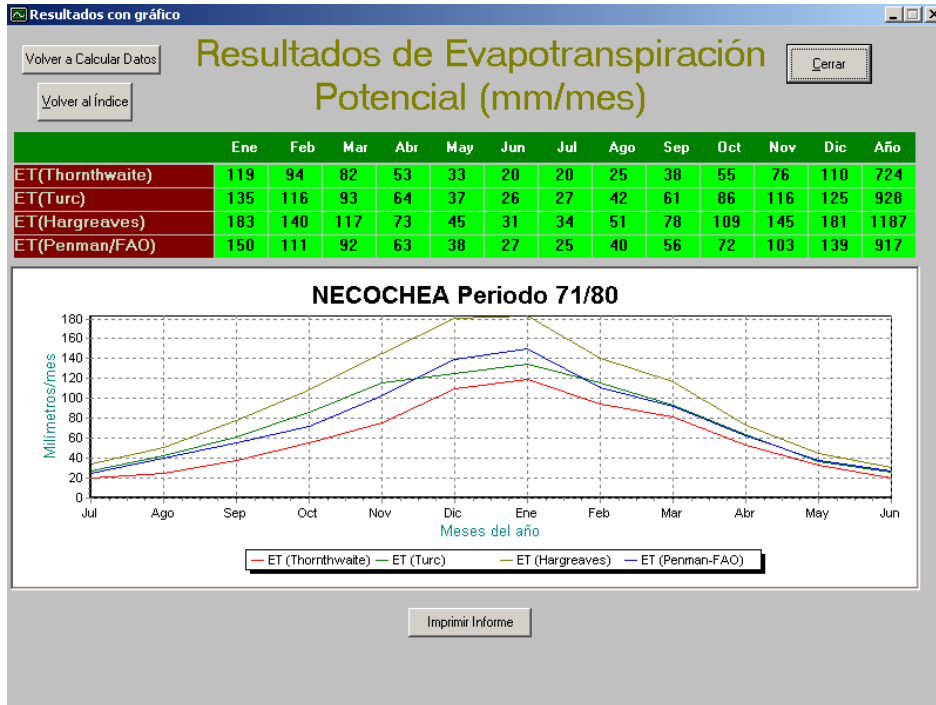 Resultados con gráfico
Volver a Calcular Datos
Resultados de Evapotranspiración
Potencial (mm/mes)
Cerrar
Volver al Índice
Ene Feb Mar Abr May Jun Jul Ago Sep Oct Nov Dic Año
ET(Thornthwaite) 119 94 82 53 33 20 20 25 38 55 76 110 724
ET(Turc) 135 116 93 64 37 26 27 42 61 86 116 125 928
ET(Hargreaves) 183 140 117 73 45 31 34 51 78 109 145 181 1187
ET(Penman/FAO) 150 111 92 63 38 27 25 40 56 72 103 139 917
NECOCHEA Periodo 71/80
180
160
140
120
100
80
60
40
20
0
Milímetros/mes
Jul Ago Sep Oct Nov Dic Ene Feb Mar Abr May Jun
Meses del año
ET (Thornthwaite) ET (Turc) ET (Hargreaves) ET (Penman-FAO)
Imprimir Informe